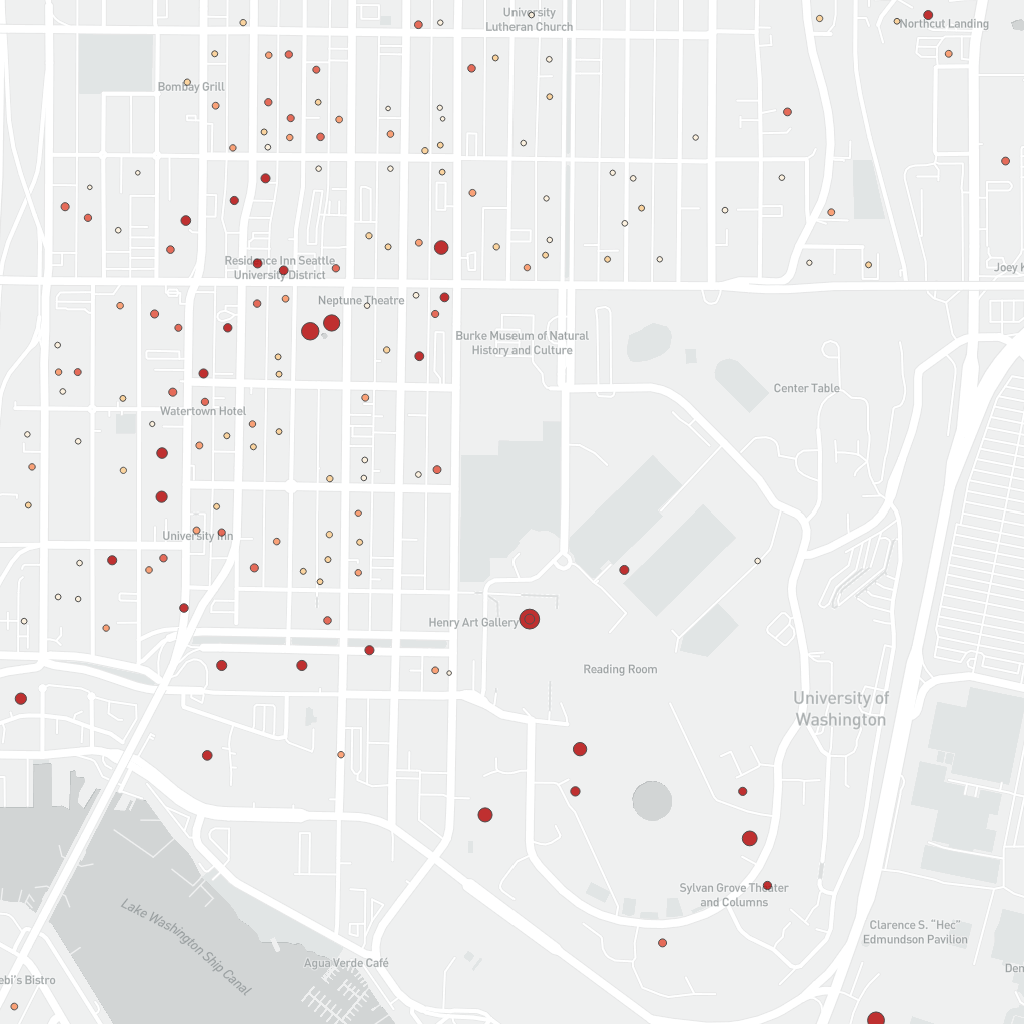 University
Lutheran Church
Northcut Landing
Bombay Grill
Residence Inn Seattle
University District
Joey K
Neptune Theatre
Burke Museum of Natural
History and Culture
Center Table
Watertown Hotel
University Inn
Henry Art Gallery
Reading Room
University of
Washington
Sylvan Grove Theater
and Columns
Lake Washington Ship Canal
Clarence S. “Hec”
Edmundson Pavilion
Agua Verde Café
ebi's Bistro
Den